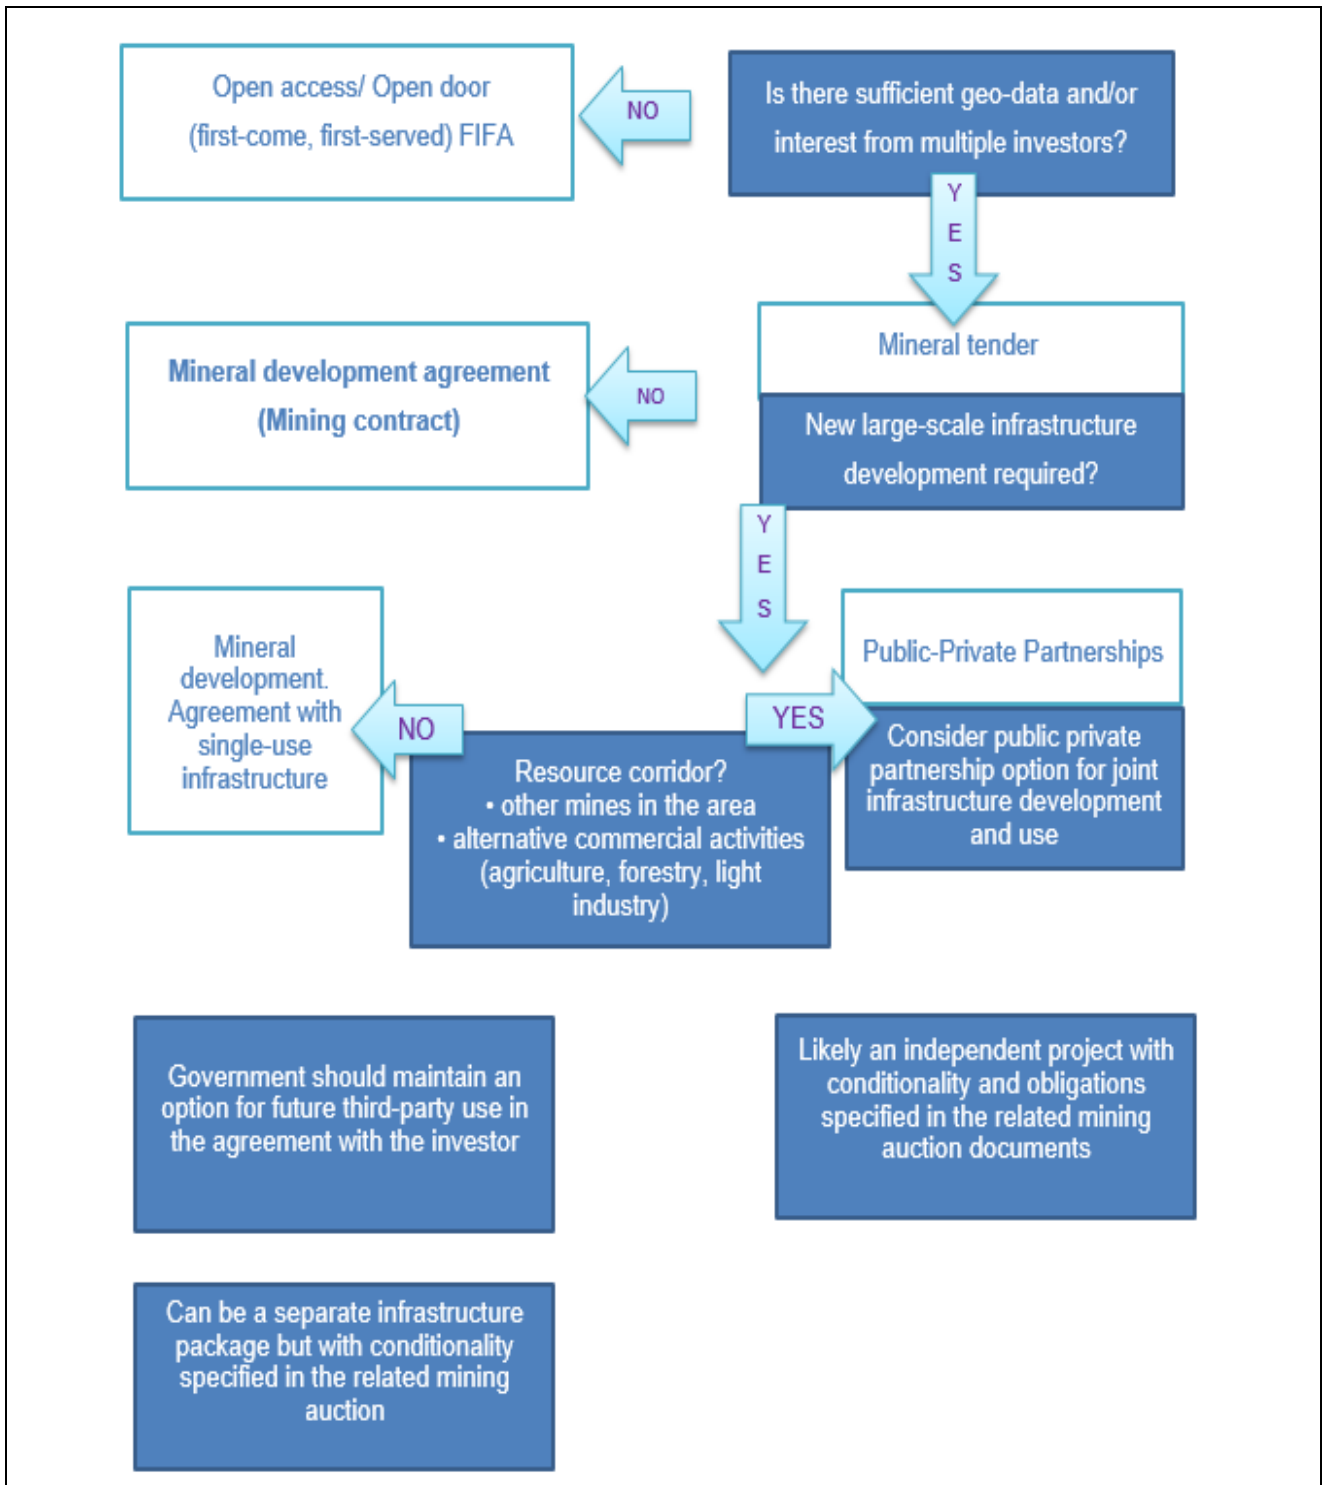 Open access/ Open door
(first-come, first-served) FIFA
NO
Is there sufficient geo-data and/or
interest from multiple investors?
Y
E
S
Mineral development agreement
(Mining contract)
NO
Mineral tender
New large-scale infrastructure
development required?
Y
E
S
Mineral
development.
Agreement with
single-use
infrastructure
NO
Resource corridor?
• other mines in the area
• alternative commercial activities
(agriculture, forestry, light
industry)
YES
Public-Private Partnerships
Consider public private
partnership option for joint
infrastructure development
and use
Government should maintain an
option for future third-party use in
the agreement with the investor
Likely an independent project with
conditionality and obligations
specified in the related mining
auction documents
Can be a separate infrastructure
package but with conditionality
specified in the related mining
auction